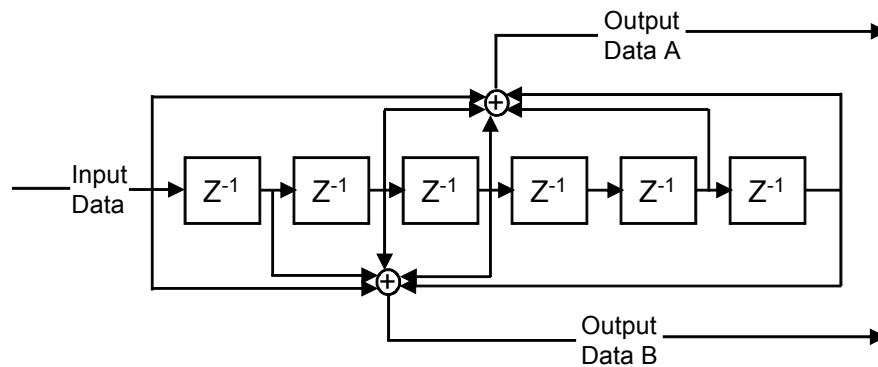 Output
Data A
+
Input
Data
Z-1 Z-1 Z-1 Z-1 Z-1 Z-1
+
Output
Data B